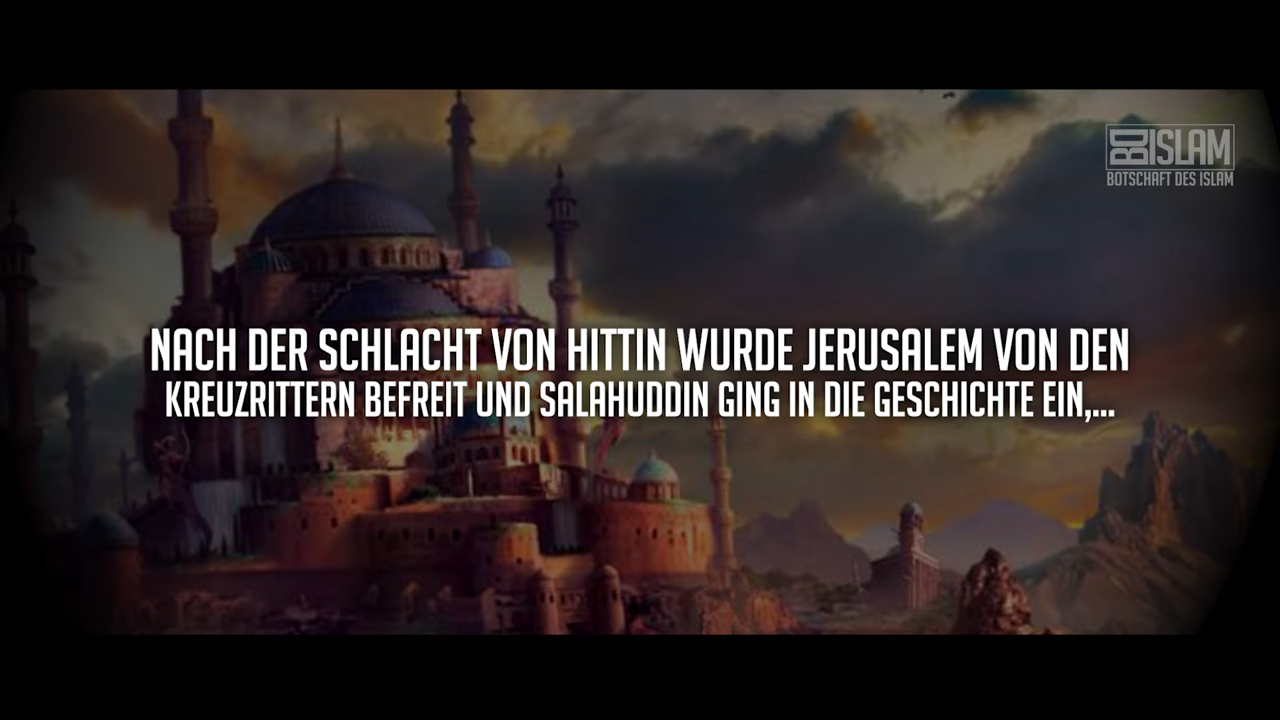 BDISLAM
BOTSCHAFT DES ISLAM
NACH DER SCHLACHT VON HITTIN WURDE JERUSALEM VON DEN
KREUZRITTERN BEFREIT UND SALAHUDDIN GING IN DIE GESCHICHTE EIN,...